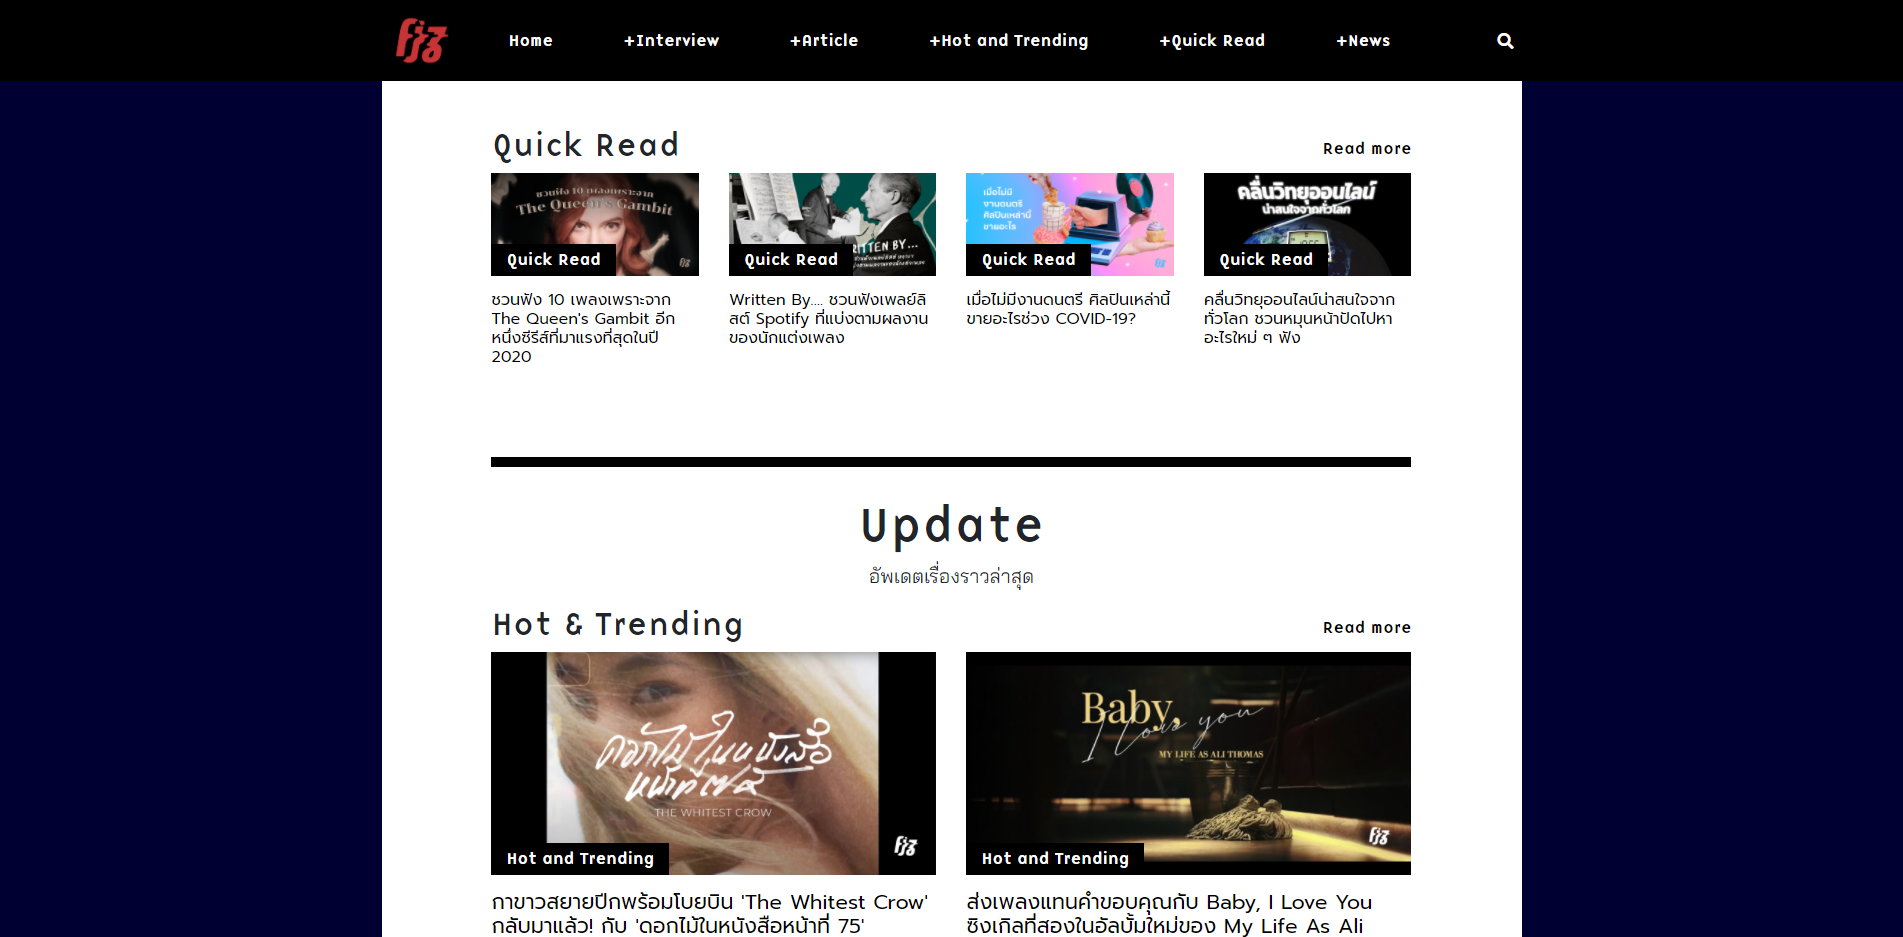 fjz
Home
+Interview
+Article
+Hot and Trending
+Quick Read
+News
Quick Read
Read more
ชวนฟัง 10 เพลงเพราะจาก
The Queen's Gambit
fjz
Quick Read
ชวนฟัง 10 เพลงเพราะจาก
The Queen's Gambit อีก
หนึ่งซีรีส์ที่มาแรงที่สุดในปี
2020
ITTEN BY...
Quick Read
Written By.... ชวนฟังเพลย์ลิ
สต์ Spotify ที่แบ่งตามผลงาน
ของนักแต่งเพลง
เมื่อไม่มี
งานดนตรี
ศิลปินเหล่านี้
ขายอะไร
fjz
Quick Read
เมื่อไม่มีงานดนตรี ศิลปินเหล่านี้
ขายอะไรช่วง COVID-19?
คลื่นวิทยุออนไลน์
น่าสนใจจากทั่วโลก
Quick Read
คลื่นวิทยุออนไลน์น่าสนใจจาก
ทั่วโลก ชวนหมุนหน้าปัดไปหา
อะไรใหม่ ๆ ฟัง
Update
อัพเดตเรื่องราวล่าสุด
Hot & Trending
Read more
ดอกไม้ในหนังสือ
หน้าที่ ๗๕
THE WHITEST CROW
fjz
Hot and Trending
กาขาวสยายปีกพร้อมโบยบิน 'The Whitest Crow'
กลับมาแล้ว! กับ 'ดอกไม้ในหนังสือหน้าที่ 75'
Baby,
I love you
MY LIFE AS ALI THOMAS
fjz
Hot and Trending
ส่งเพลงแทนคำขอบคุณกับ Baby, I Love You
ซิงเกิลที่สองในอัลบั้มใหม่ของ My Life As Ali